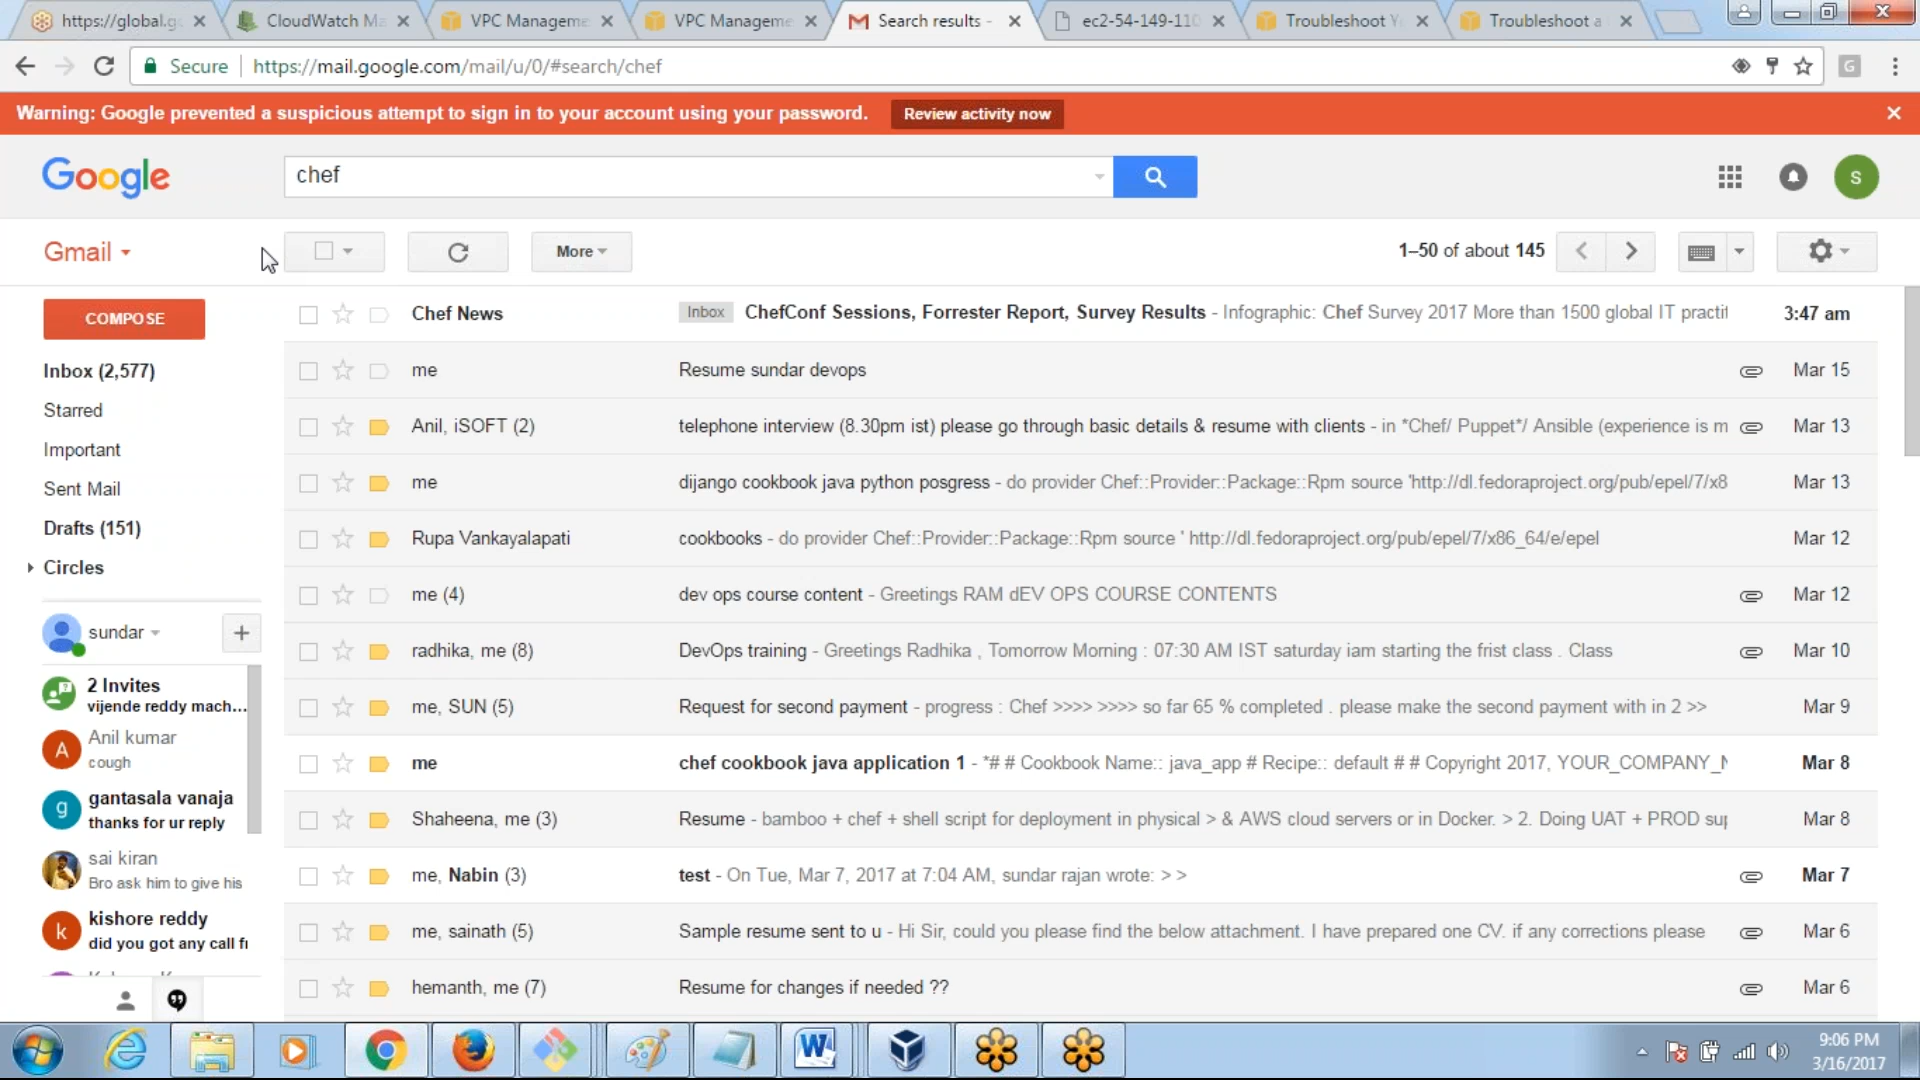 https://global.g
CloudWatch Ma
VPC Manageme
VPC Manageme
Search results -
ec2-54-149-110
Troubleshoot Y
Troubleshoot a
Secure
https://mail.google.com/mail/u/0/#search/chef
G
Warning: Google prevented a suspicious attempt to sign in to your account using your password.
Review activity now
Google
chef
S
Gmail
More
1–50 of about 145
COMPOSE
Inbox (2,577)
Starred
Important
Sent Mail
Drafts (151)
Circles
sundar
2 Invites
vijende reddy mach...
A
Anil kumar
cough
g
gantasala vanaja
thanks for ur reply
sai kiran
Bro ask him to give his
k
kishore reddy
did you got any call fr
Chef News Inbox ChefConf Sessions, Forrester Report, Survey Results - Infographic: Chef Survey 2017 More than 1500 global IT practit 3:47 am
me Resume sundar devops Mar 15
Anil, iSOFT (2) telephone interview (8.30pm ist) please go through basic details & resume with clients - in *Chef/ Puppet*/ Ansible (experience is m Mar 13
me dijango cookbook java python posgress - do provider Chef::Provider::Package::Rpm source 'http://dl.fedoraproject.org/pub/epel/7/x8 Mar 13
Rupa Vankayalapati cookbooks - do provider Chef::Provider::Package::Rpm source ' http://dl.fedoraproject.org/pub/epel/7/x86_64/e/epel Mar 12
me (4) dev ops course content - Greetings RAM dEV OPS COURSE CONTENTS Mar 12
radhika, me (8) DevOps training - Greetings Radhika , Tomorrow Morning : 07:30 AM IST saturday iam starting the frist class . Class Mar 10
me, SUN (5) Request for second payment - progress : Chef >>>> >>>> so far 65 % completed . please make the second payment with in 2 >> Mar 9
me chef cookbook java application 1 - *# # Cookbook Name:: java_app # Recipe:: default # # Copyright 2017, YOUR_COMPANY_N Mar 8
Shaheena, me (3) Resume - bamboo + chef + shell script for deployment in physical > & AWS cloud servers or in Docker. > 2. Doing UAT + PROD sup Mar 8
me, Nabin (3) test - On Tue, Mar 7, 2017 at 7:04 AM, sundar rajan wrote: > > Mar 7
me, sainath (5) Sample resume sent to u - Hi Sir, could you please find the below attachment. I have prepared one CV. if any corrections please Mar 6
hemanth, me (7) Resume for changes if needed ?? Mar 6
9:06 PM
3/16/2017